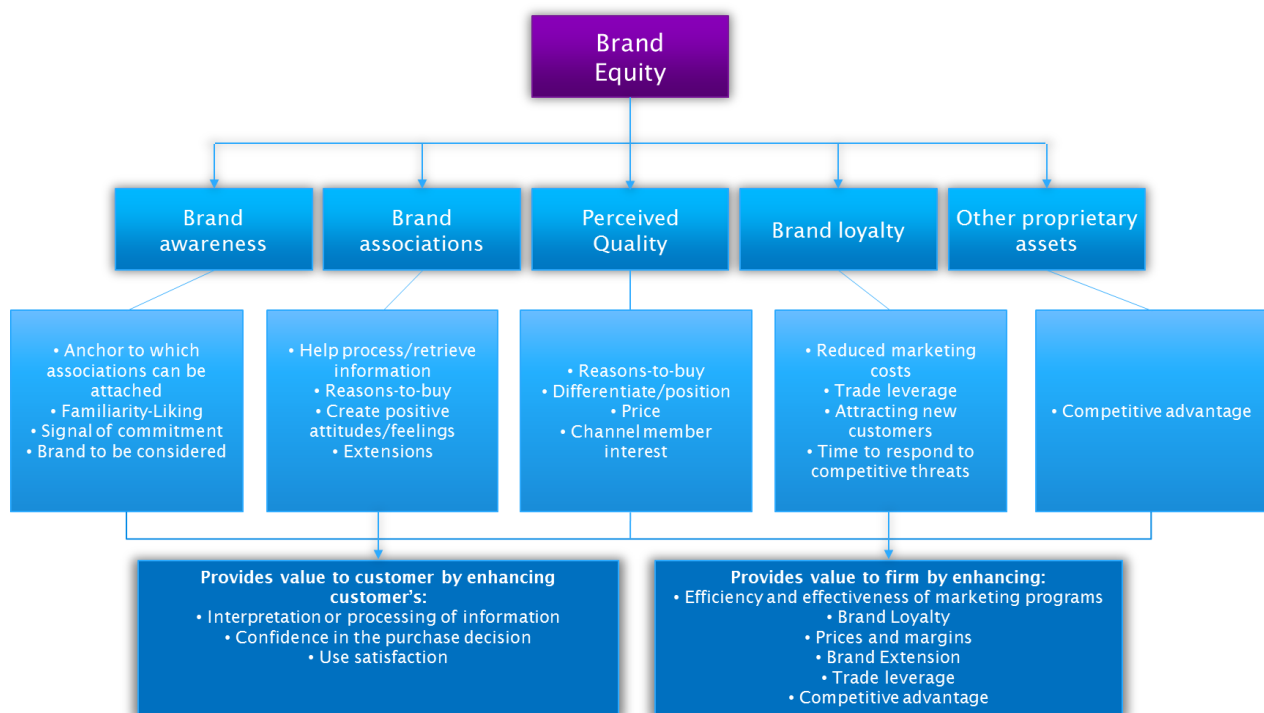 Brand
Equity
Brand
awareness
Brand
associations
Perceived
Quality
Brand loyalty
Other proprietary
assets
• Anchor to which
associations can be
attached
• Familiarity-Liking
• Signal of commitment
• Brand to be considered
• Help process/retrieve
information
• Reasons-to-buy
• Create positive
attitudes/feelings
• Extensions
• Reasons-to-buy
• Differentiate/position
• Price
• Channel member
interest
• Reduced marketing
costs
• Trade leverage
• Attracting new
customers
• Time to respond to
competitive threats
• Competitive advantage
Provides value to customer by enhancing
customer's:
• Interpretation or processing of information
• Confidence in the purchase decision
• Use satisfaction
Provides value to firm by enhancing:
• Efficiency and effectiveness of marketing programs
• Brand Loyalty
• Prices and margins
• Brand Extension
• Trade leverage
• Competitive advantage